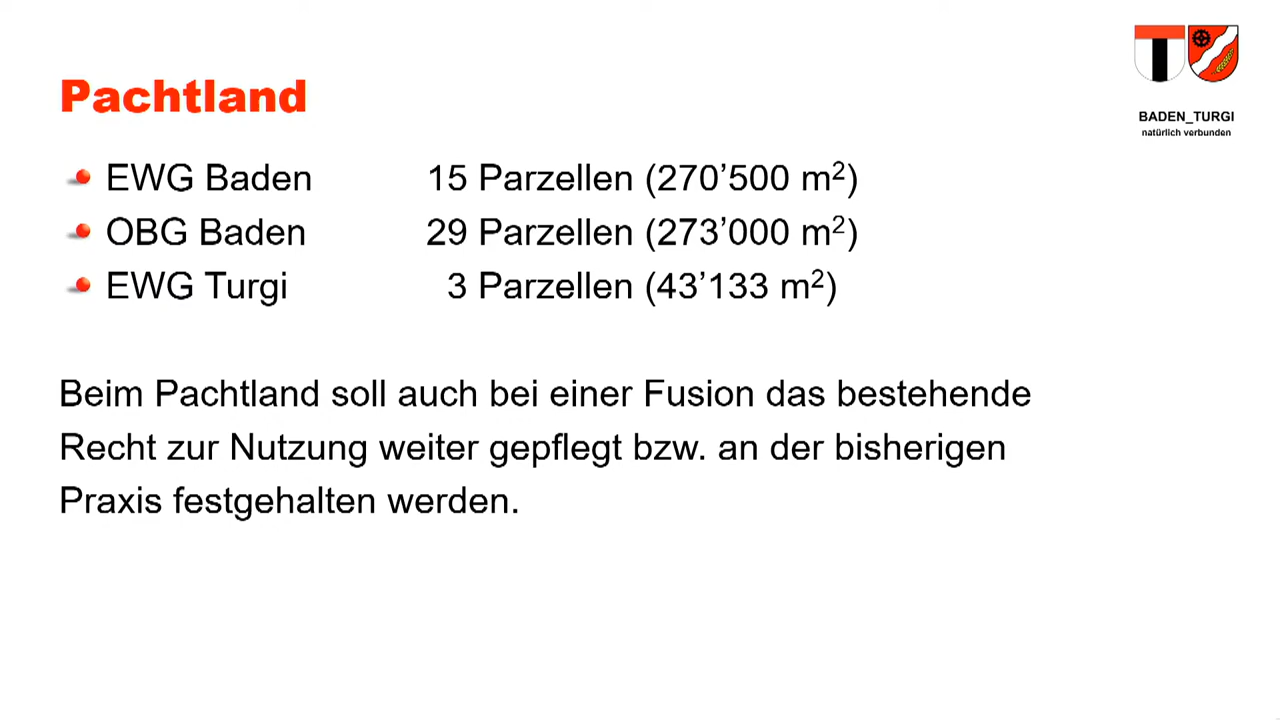 Pachtland
BADEN_TURGI
natürlich verbunden
EWG Baden 15 Parzellen (270’500 m²)
OBG Baden 29 Parzellen (273’000 m²)
EWG Turgi 3 Parzellen (43’133 m²)
Beim Pachtland soll auch bei einer Fusion das bestehende
Recht zur Nutzung weiter gepflegt bzw. an der bisherigen
Praxis festgehalten werden.